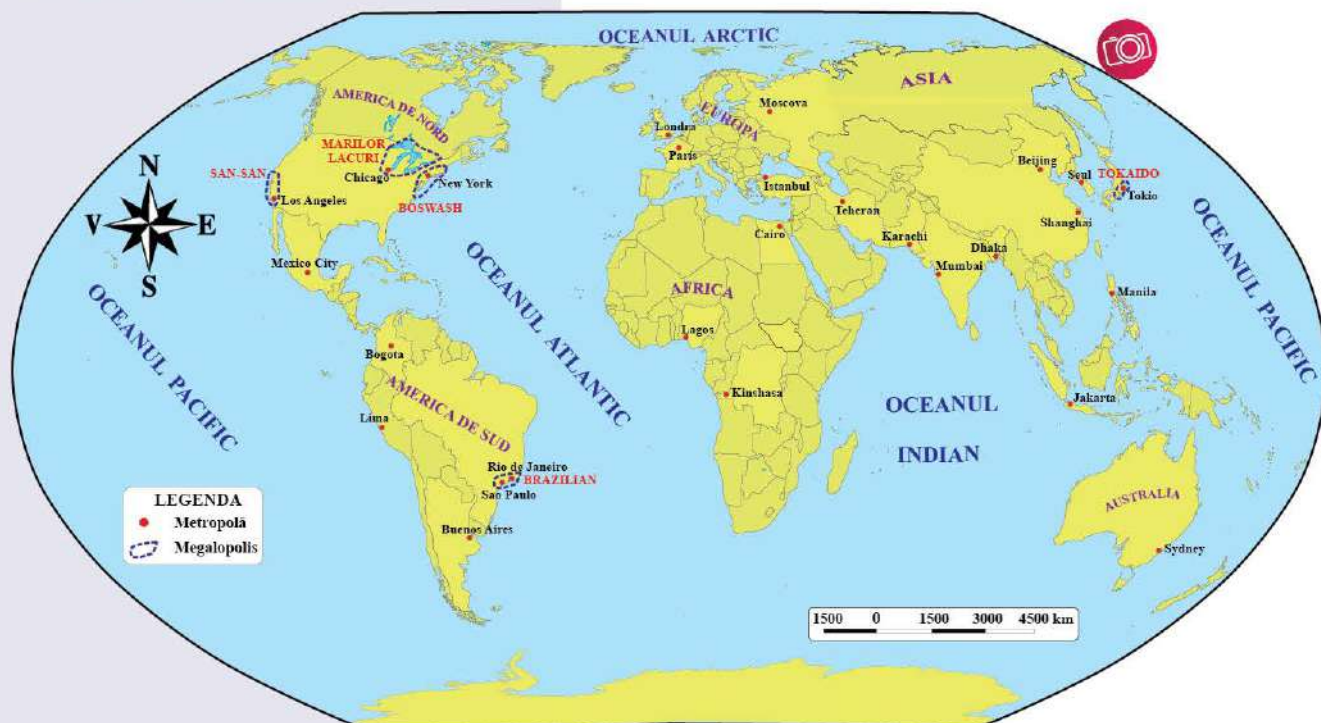 OCEANUL ARCTIC
ASIA
AMERICA DE NORD
EUROPA
Moscova
Londra
MARILOR
LACURI
Paris
Beijing
Seul
TOKAIDO
SAN-SAN
Chicago
New York
Istanbul
Tokio
N
V
E
S
Los Angeles
BOSWASH
Teheran
Shanghai
Cairo
Karachi
Dhaka
Mexico City
Mumbai
OCEANUL PACIFIC
OCEANUL ATLANTIC
AFRICA
Manila
OCEANUL PACIFIC
Lagos
Bogota
AMERICA DE SUD
Kinshasa
OCEANUL
INDIAN
Jakarta
Lima
Rio de Janeiro
BRAZILIAN
Sao Paulo
AUSTRALIA
LEGENDA
Metropolă
Megalopolis
Buenos Aires
Sydney
1500 0 1500 3000 4500 km